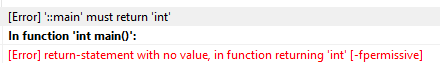 [Error] '::main' must return 'int'
In function 'int main()':
[Error] return-statement with no value, in function returning 'int' [-fpermissive]